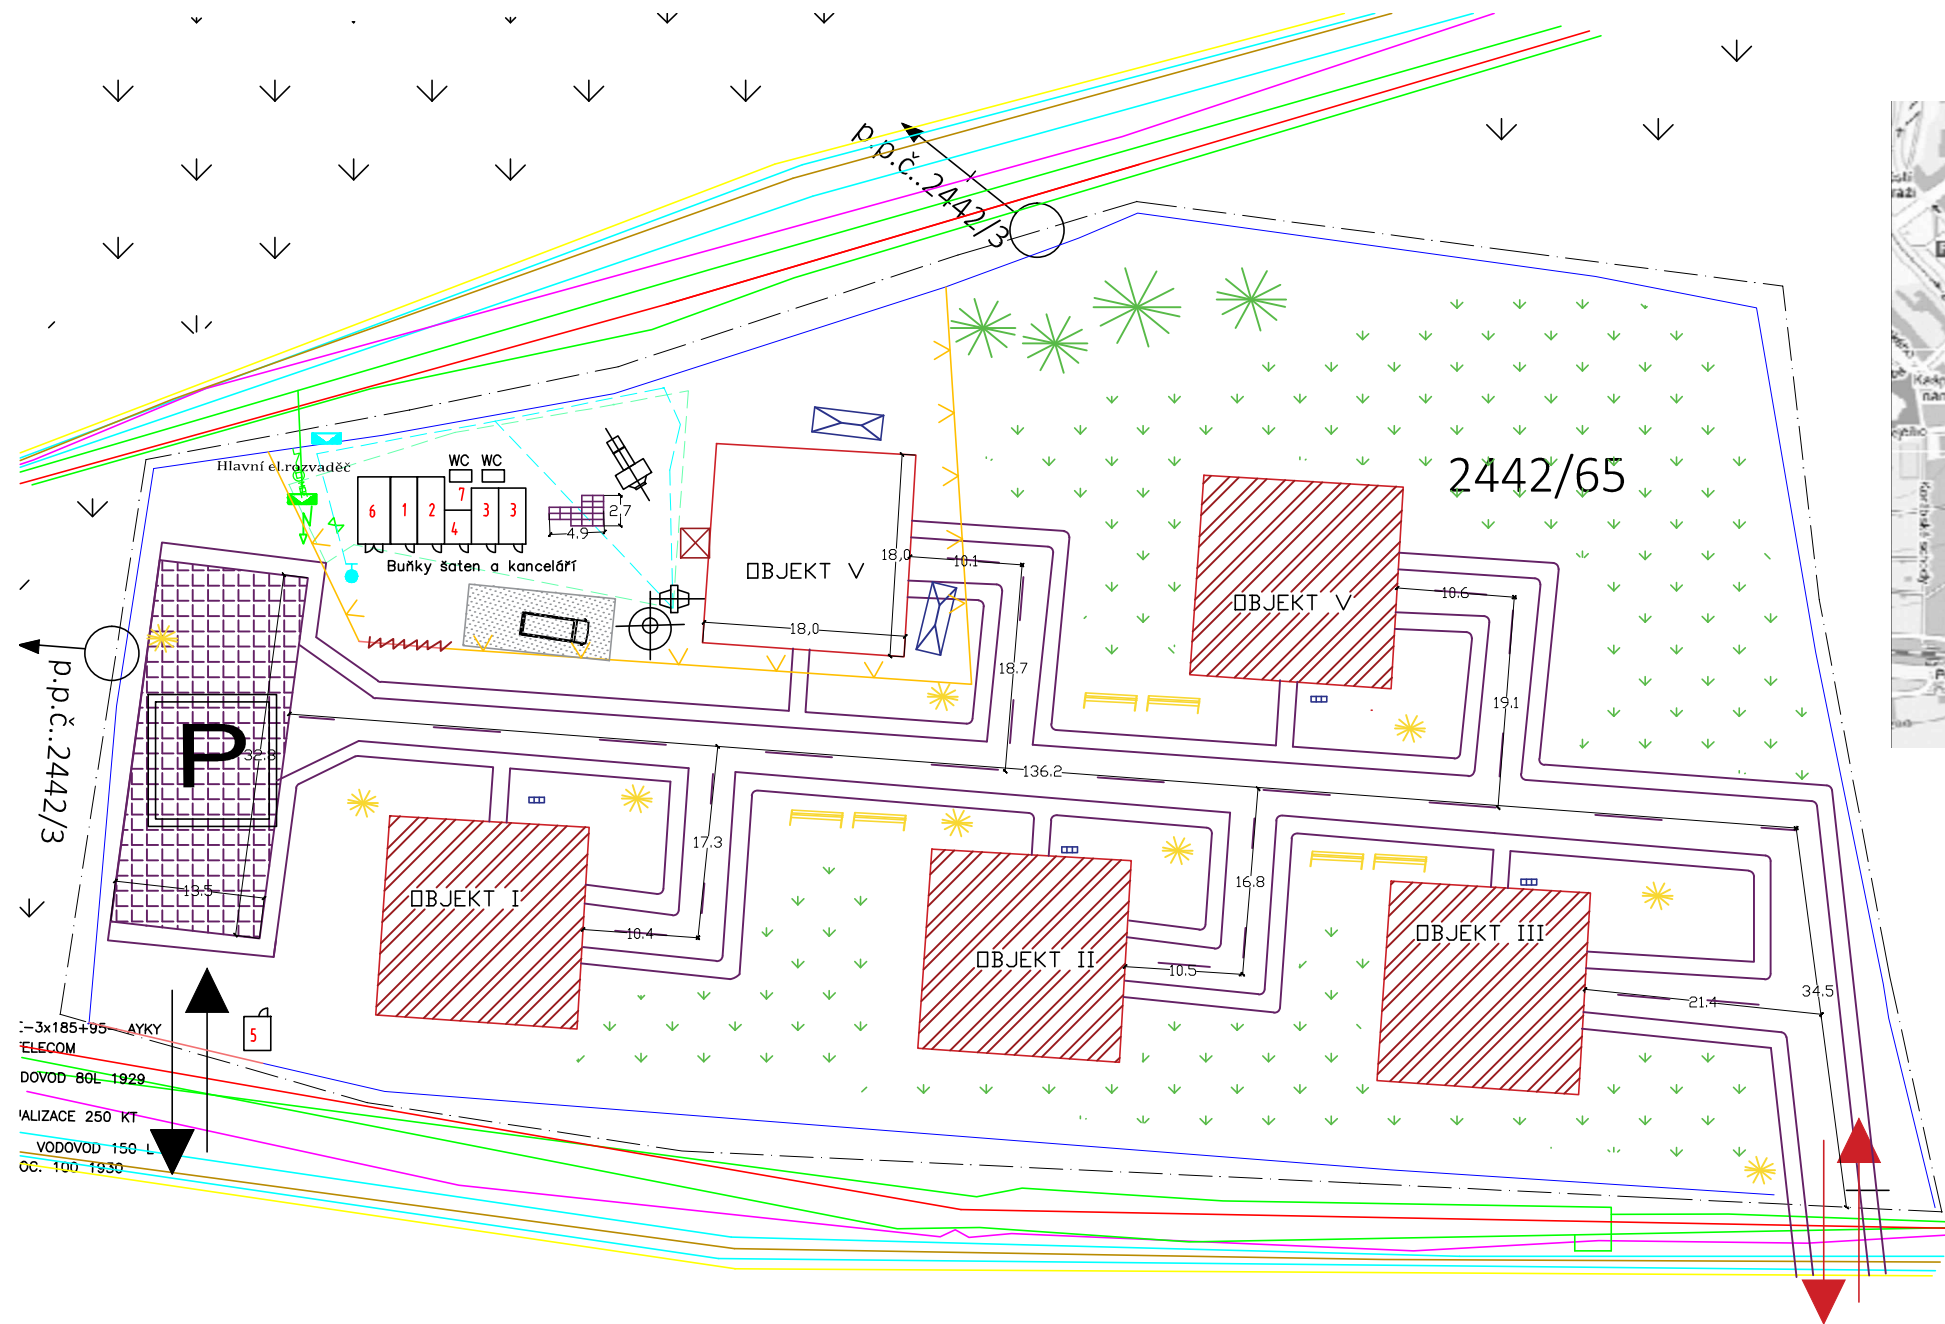 p.p.č..2442/3
2442/65
Hlavní el.rozvaděč
WC
WC
6
1
2
7
4
3
3
2,7
4,9
Buňky šaten a kanceláří
OBJEKT V
18,0
18,0
10.1
18.7
OBJEKT V
10.6
19.1
p.p.č..2442/3
P
32.8
13.5
136.2
OBJEKT I
17.3
10.4
OBJEKT II
16.8
10.5
OBJEKT III
21.4
34.5
5
-3x185+95- AYKY
ELECOM
DOVOD 80L 1929
ALIZACE 250 KT
VODOVOD 150 L
OC. 100 1930